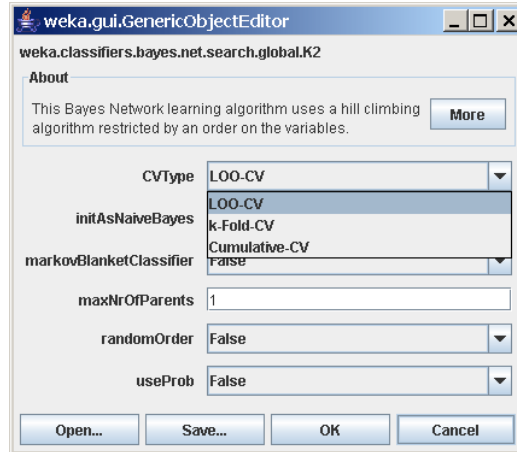 weka.gui.GenericObjectEditor
weka.classifiers.bayes.net.search.global.K2
About
This Bayes Network learning algorithm uses a hill climbing
algorithm restricted by an order on the variables.
More
CVType LOO-CV
LOO-CV
initAsNaiveBayes k-Fold-CV
Cumulative-CV
markovBlanketClassifier False
maxNrOfParents 1
randomOrder False
useProb False
Open... Save... OK Cancel